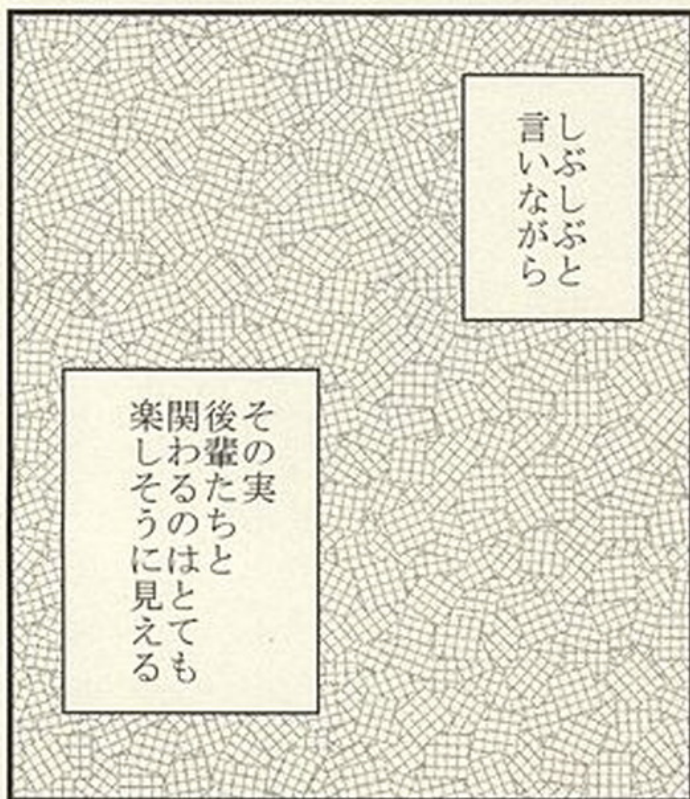 しぶしぶと
言いながら
その実
後輩たちと
関わるのはとても
楽しそうに見える